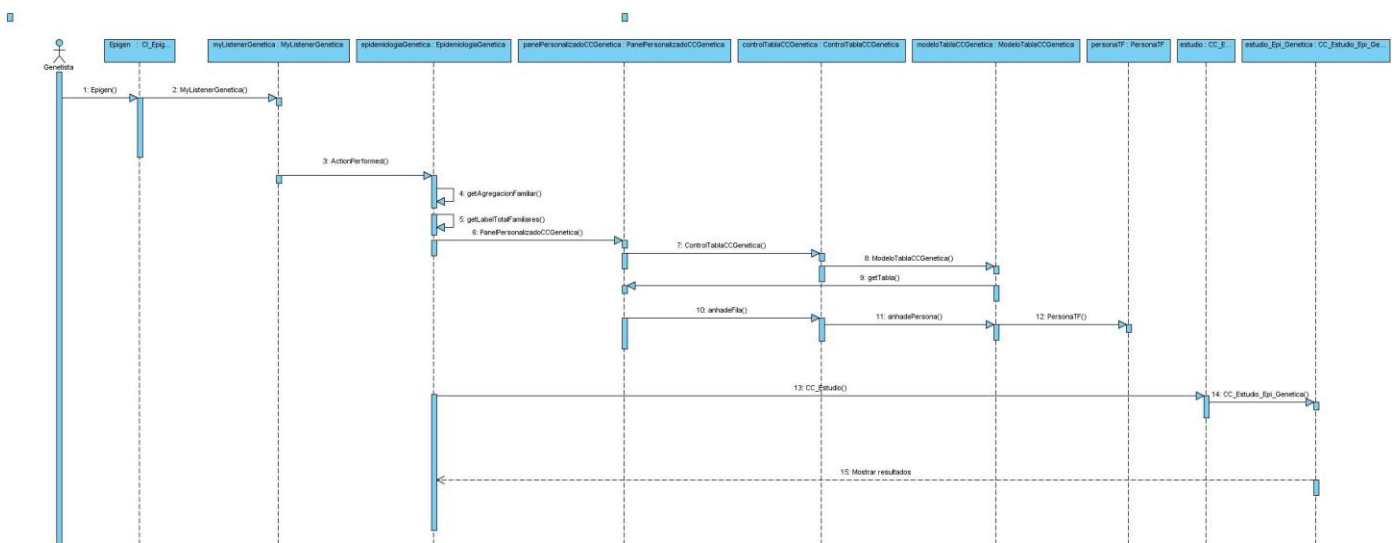 Epigen : CI_Epig...
myListenerGenetica : MyListenerGenetica
epidemiologiaGenetica : EpidemiologiaGenetica
panelPersonalizadoCCGenetica : PanelPersonalizadoCCGenetica
controlTablaCCGenetica : ControlTablaCCGenetica
modeloTablaCCGenetica : ModeloTablaCCGenetica
personaTF : PersonaTF
estudio : CC_E...
estudio_Epi_Genetica : CC_Estudio_Epi_Ge...
Genetista
1: Epigen()
2: MyListenerGenetica()
3: ActionPerformed()
4: getAgregacionFamiliar()
5: getLabelTotalFamiliares()
6: PanelPersonalizadoCCGenetica()
7: ControlTablaCCGenetica()
8: ModeloTablaCCGenetica()
9: getTabla()
10: anhadeFila()
11: anhadePersona()
12: PersonaTF()
13: CC_Estudio()
14: CC_Estudio_Epi_Genetica()
15: Mostrar resultados